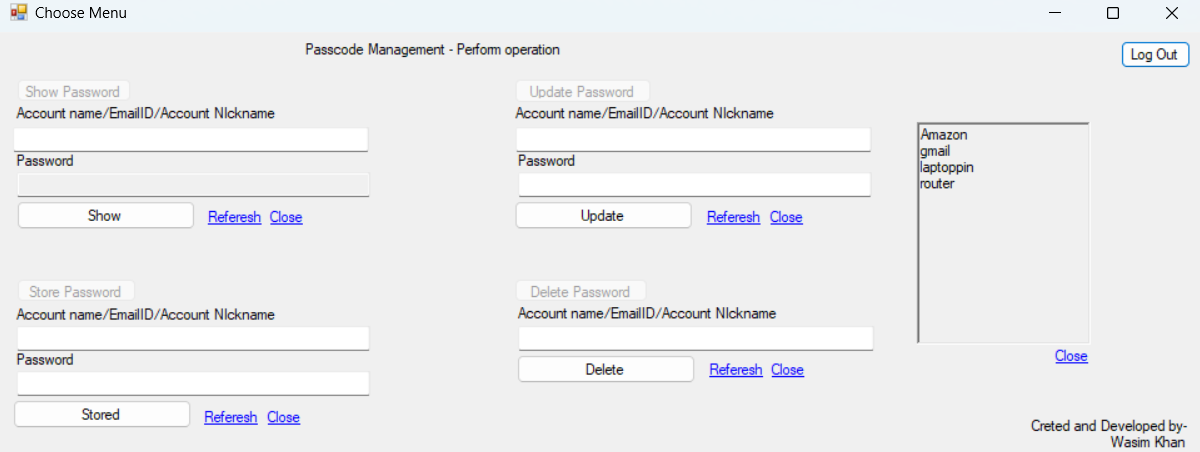 Choose Menu
Passcode Management - Perform operation
Log Out
Show Password
Account name/EmailID/Account NIckname
Password
Show
Referesh
Close
Update Password
Account name/EmailID/Account NIckname
Password
Update
Referesh
Close
Amazon
gmail
laptoppin
router
Close
Store Password
Account name/EmailID/Account NIckname
Password
Stored
Referesh
Close
Delete Password
Account name/EmailID/Account NIckname
Delete
Referesh
Close
Creted and Developed by-
Wasim Khan